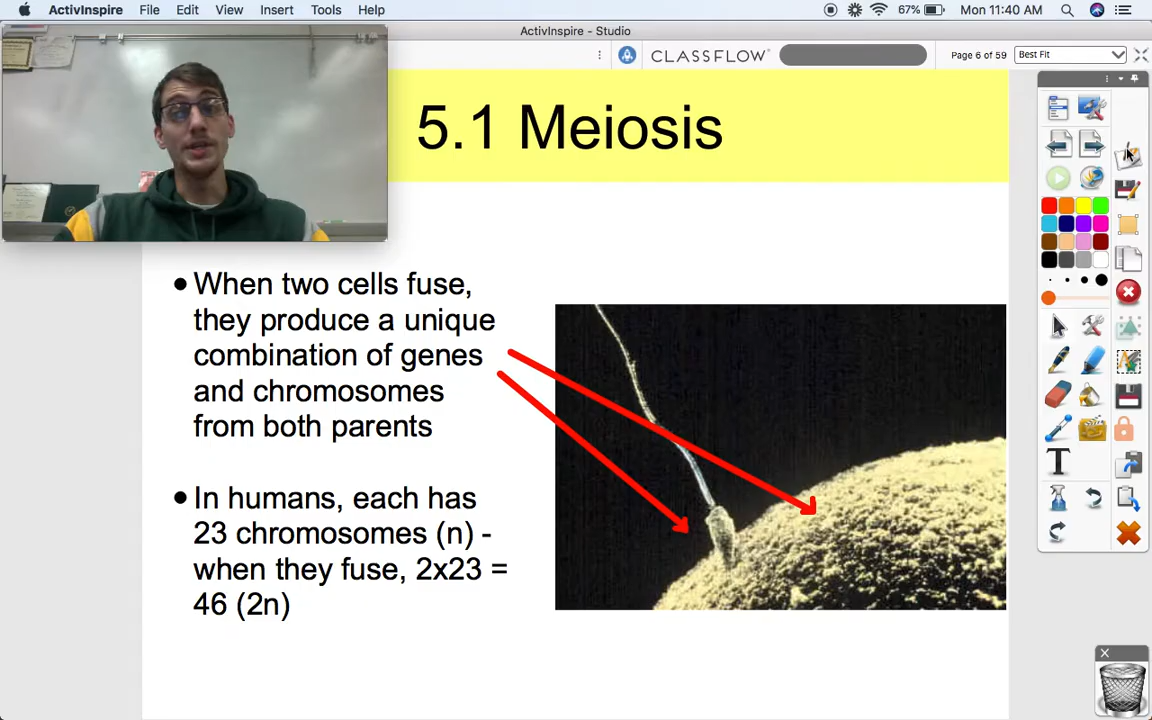 ActivInspire File Edit View Insert Tools Help 67% Mon 11:40 AM
ActivInspire - Studio
CLASSFLOW Page 6 of 59 Best Fit
5.1 Meiosis
• When two cells fuse,
they produce a unique
combination of genes
and chromosomes
from both parents
• In humans, each has
23 chromosomes (n) -
when they fuse, 2x23 =
46 (2n)